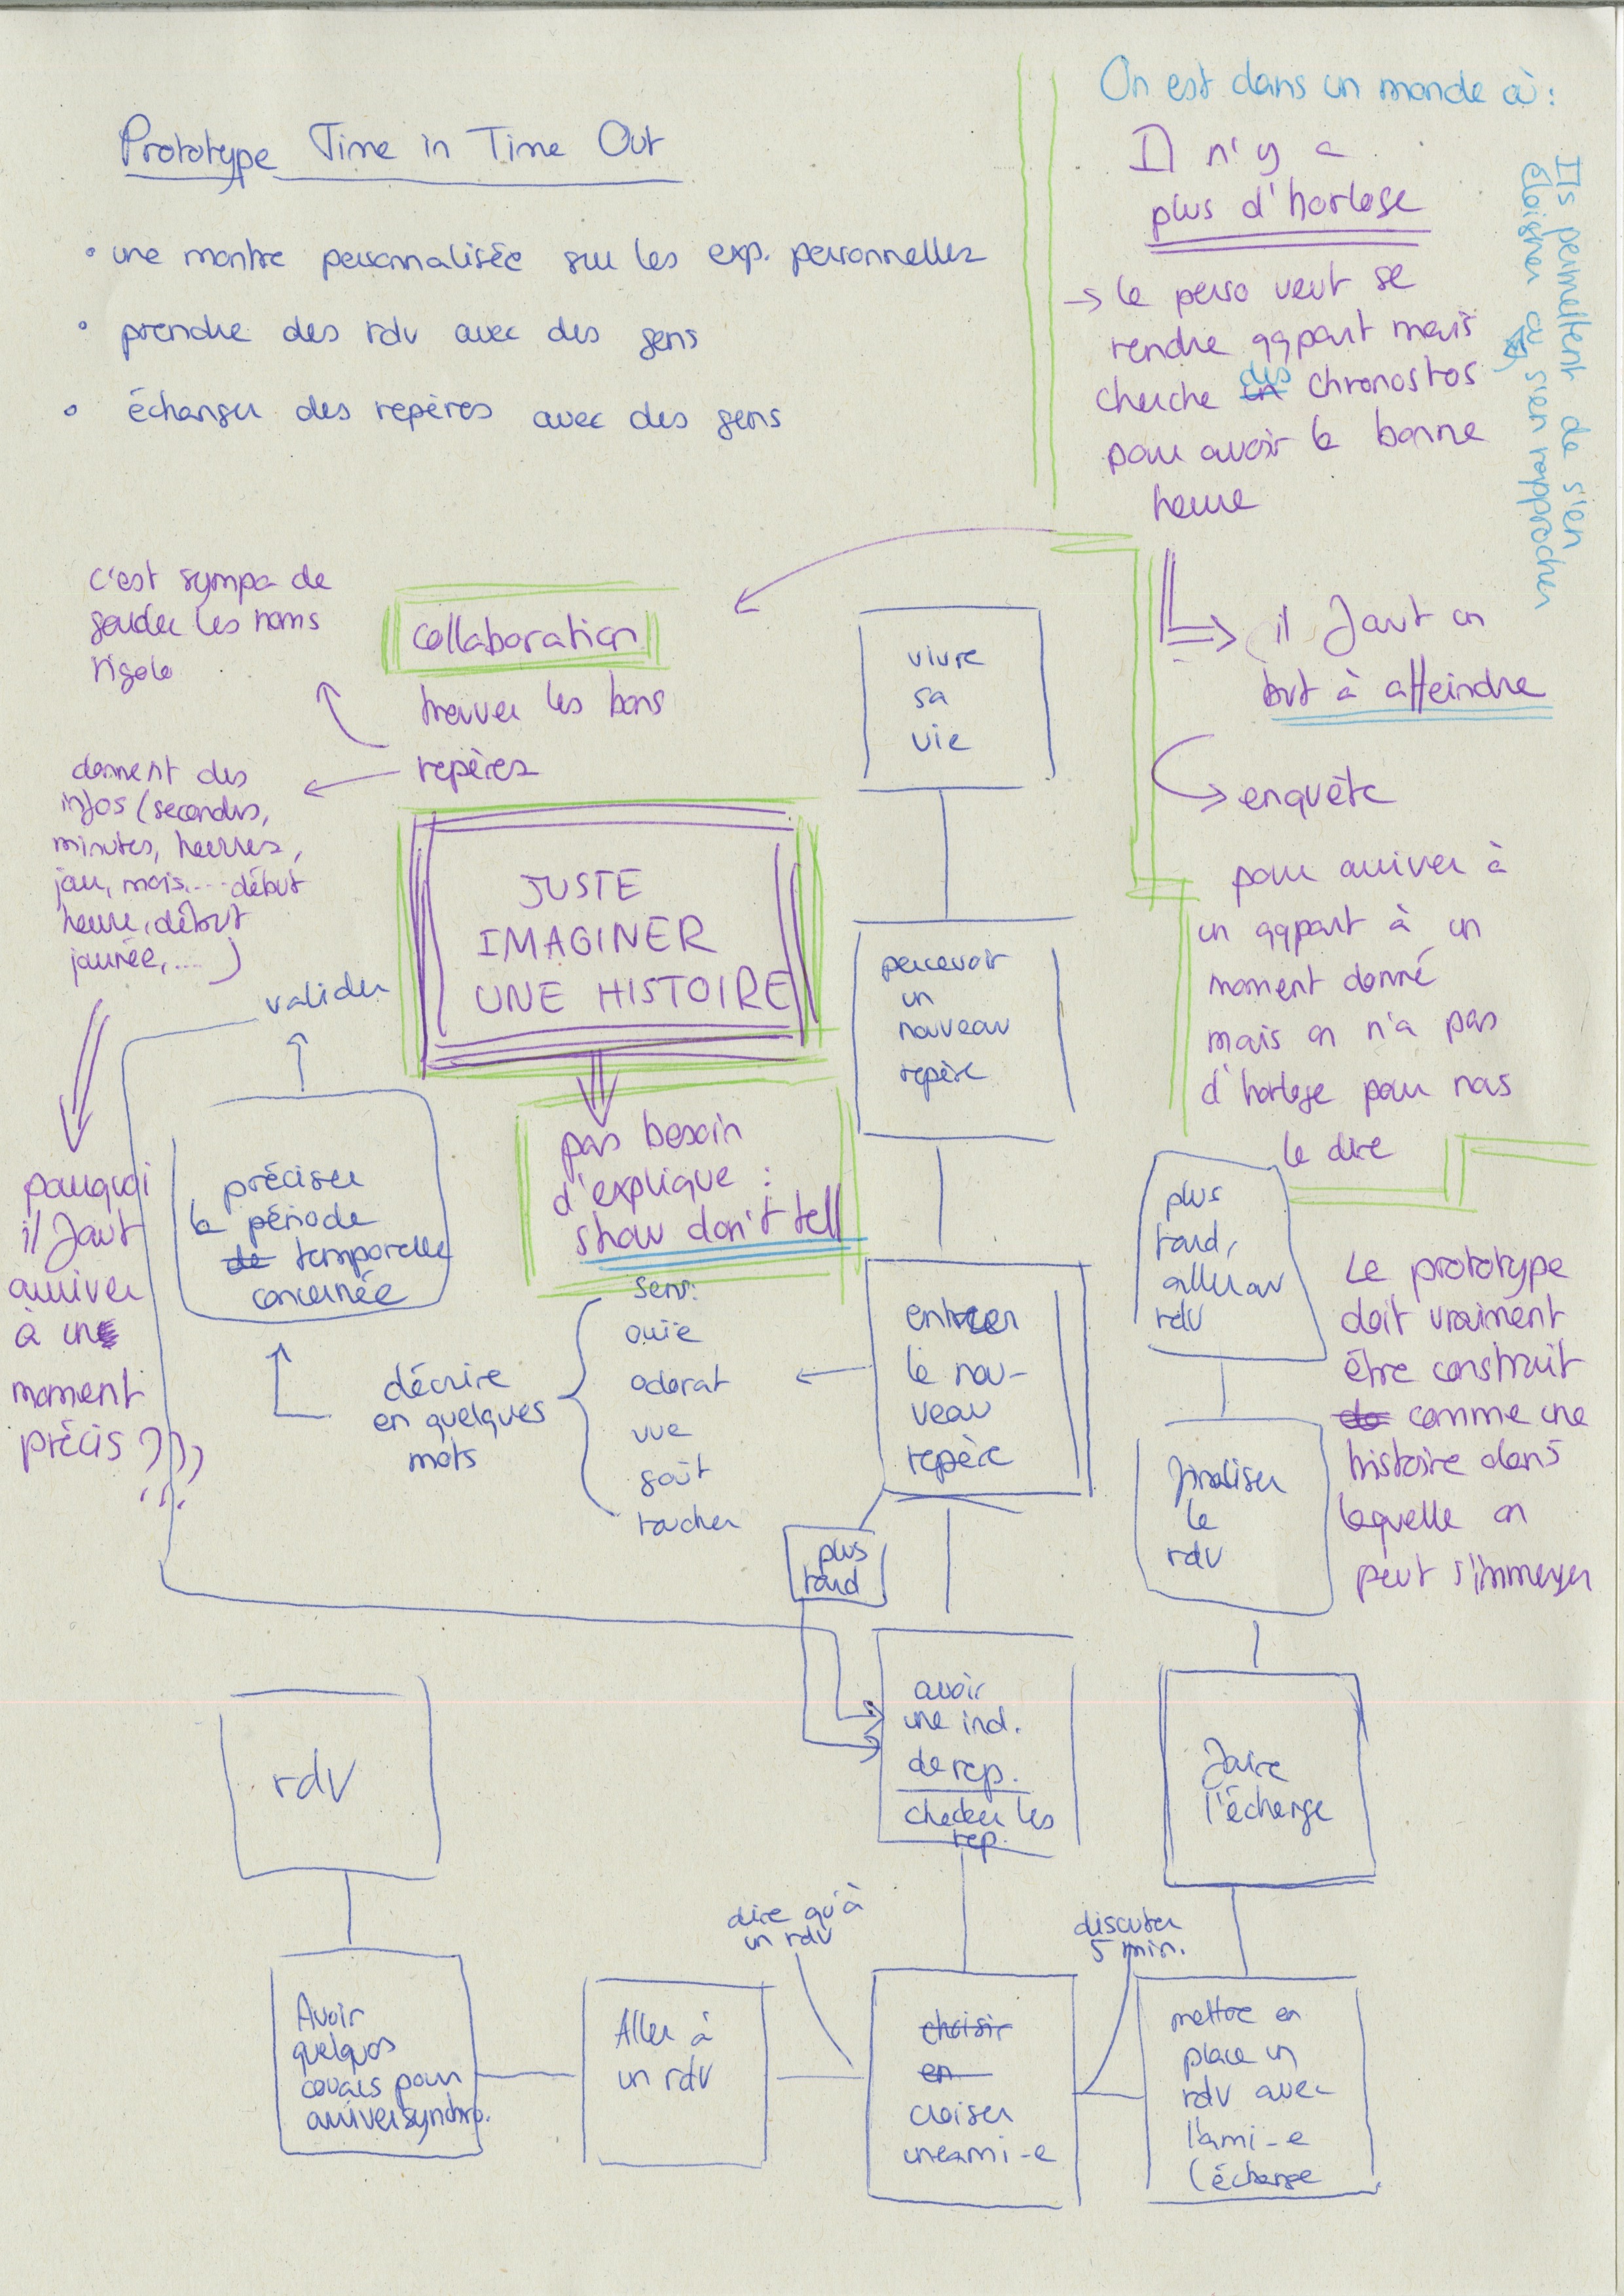 Prototype Time in Time Out
• une montre personnalisée sur les exp. personnelles
• prendre des rdv avec des gens
• échanger des repères avec des gens
On est dans un monde où :
Il n'y a
plus d'horloge
→ le perso veut se
rendre qqpart mais
cherche des chronostos
pour avoir la bonne
heure
Ils permettent de s'en
éloigner ou s'en rapprocher
il faut un
but à atteindre
enquête
pour arriver à
un qqpart à un
moment donné
mais on n'a pas
d'horloge pour nous
le dire
Le prototype
doit vraiment
être construit
comme une
histoire dans
laquelle on
peut s'immerger
collaboration
trouver les bons
repères
c'est sympa de
garder les noms
rigolo
donnent des
infos (secondes,
minutes, heures,
jour, mois.... début
heure, début
journée, .... )
pourquoi
il faut
arriver
à un
moment
précis ???
JUSTE
IMAGINER
UNE HISTOIRE
pas besoin
d'explique :
show don't tell
vivre
sa
vie
percevoir
un
nouveau
repère
entrer
le nou-
veau
repère
sens:
ouïe
odorat
vue
goût
toucher
décrire
en quelques
mots
préciser
la période
de temporelle
concernée
valider
plus
tard
avoir
une ind.
de rep.
checker les
rep.
choisir
en
croiser
une ami-e
dire qu'à
un rdv
Aller à
un rdv
Avoir
quelques
pour
arriver synchro.
rdv
discuter
5 min.
mettre en
place un
rdv avec
l'ami-e
(échange
faire
l'échange
finaliser
le
rdv
plus
tard,
aller au
rdv